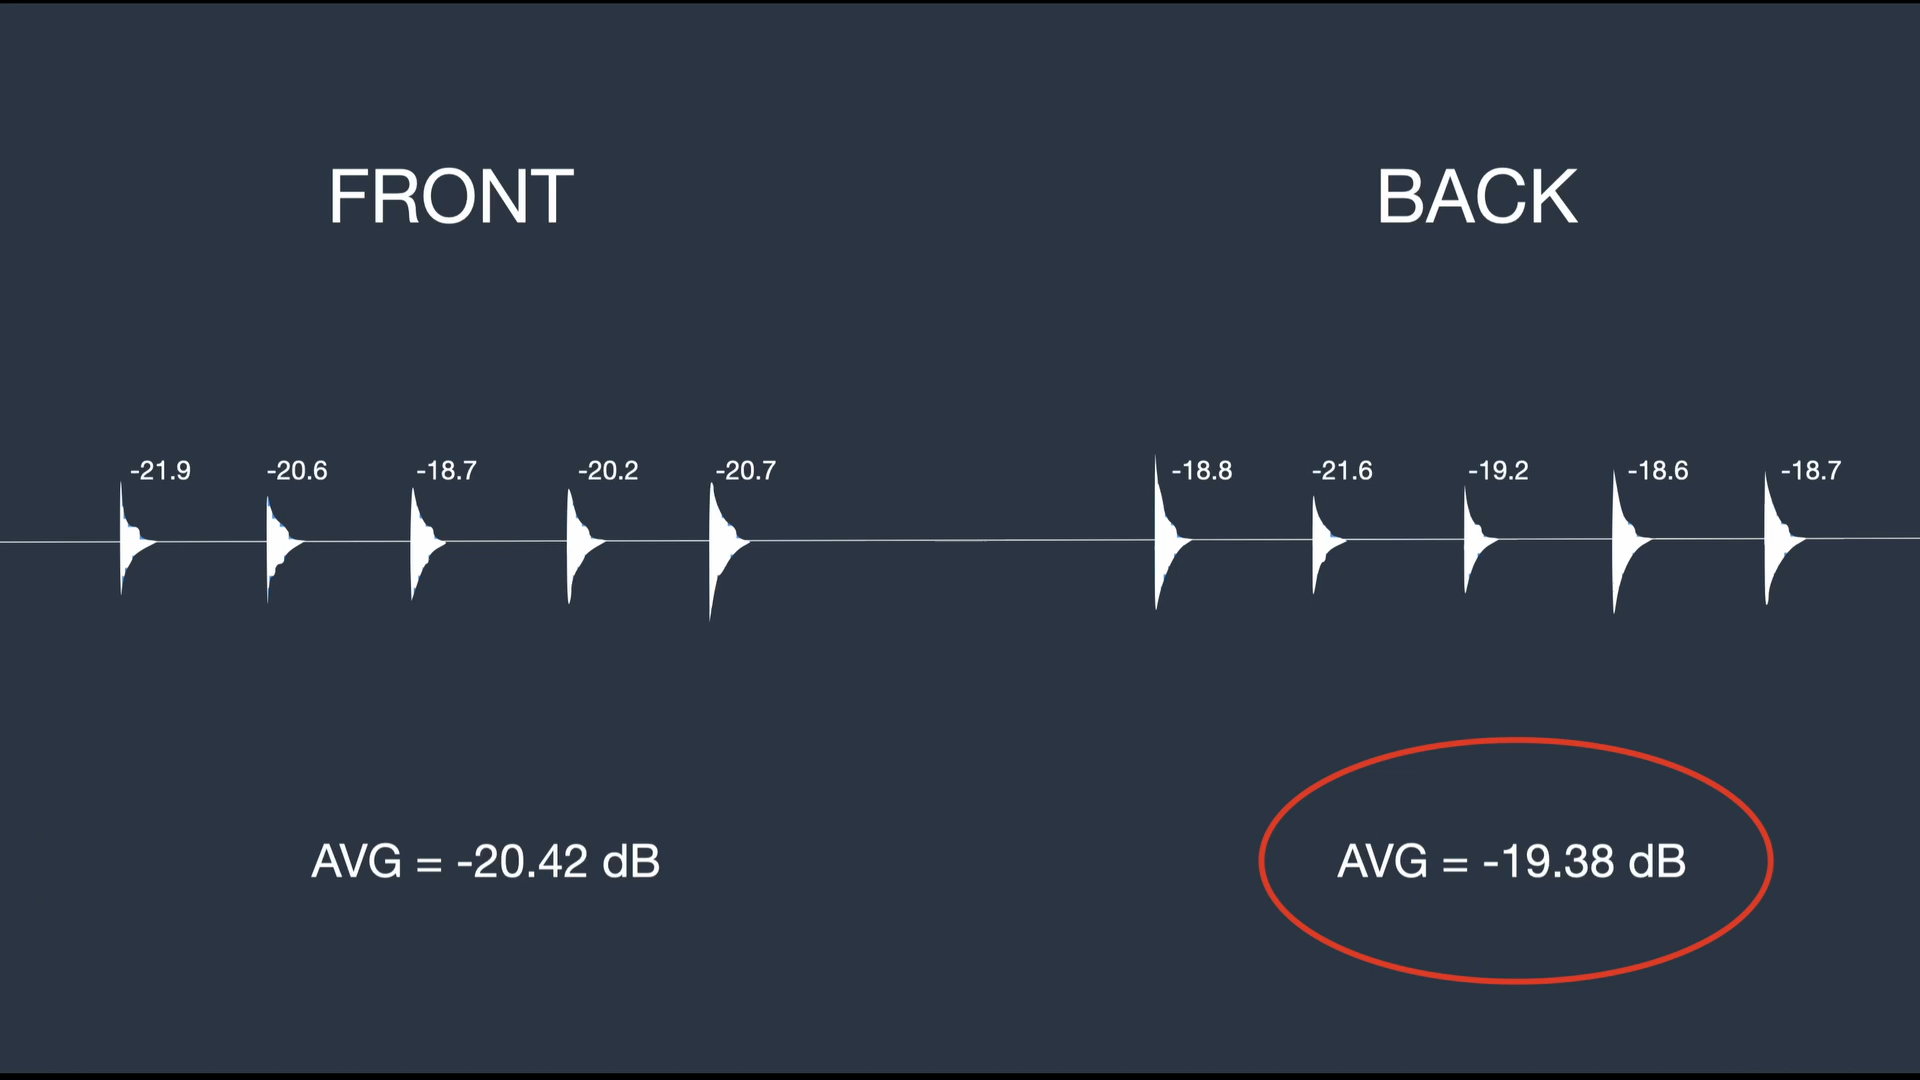 FRONT
BACK
-21.9
-20.6
-18.7
-20.2
-20.7
-18.8
-21.6
-19.2
-18.6
-18.7
AVG = -20.42 dB
AVG = -19.38 dB